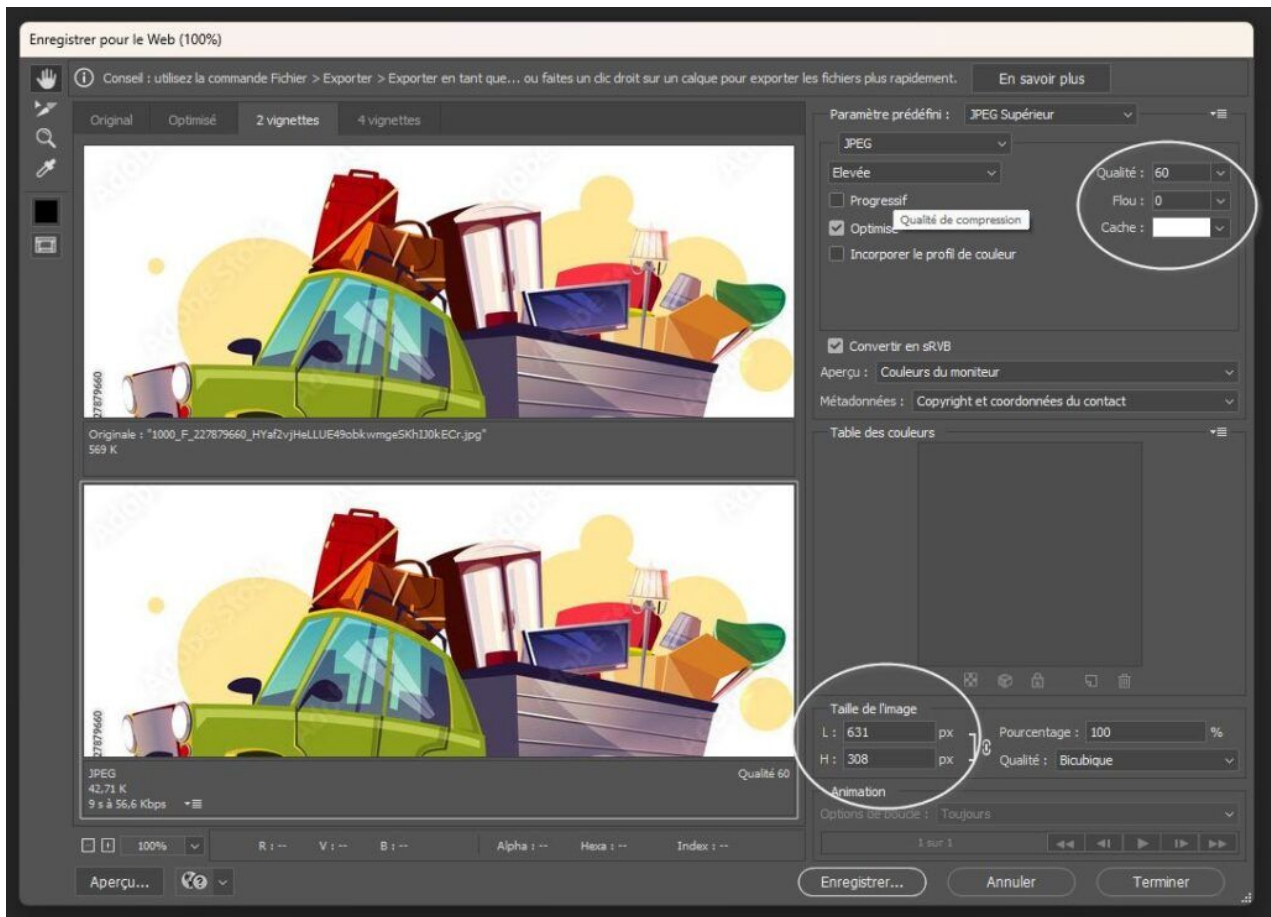 Enregistrer pour le Web (100%)
Conseil : utilisez la commande Fichier > Exporter > Exporter en tant que... ou faites un clic droit sur un calque pour exporter les fichiers plus rapidement.
En savoir plus
Original Optimisé 2 vignettes 4 vignettes
Paramètre prédéfini : JPEG Supérieur
JPEG
Elevée
Qualité : 60
Progressif
Flou : 0
Qualité de compression
Optimisé
Cache :
Incorporer le profil de couleur
Convertir en sRVB
Aperçu : Couleurs du moniteur
Métadonnées : Copyright et coordonnées du contact
27879660
Originale : "1000_F_227879660_HYaf2vjHeLLUE49obkwmgeSKhIJ0kECr.jpg"
569 K
Table des couleurs
Adobe Stock
27879660
JPEG
Qualité 60
42,71 K
9 s à 56,6 Kbps
Taille de l'image
L : 631 px
Pourcentage : 100 %
H : 308 px
Qualité : Bicubique
Animation
Options de boucle : Toujours
1 sur 1
100%
R : -- V : -- B : -- Alpha : -- Hexa : -- Index : --
Aperçu...
Enregistrer... Annuler Terminer